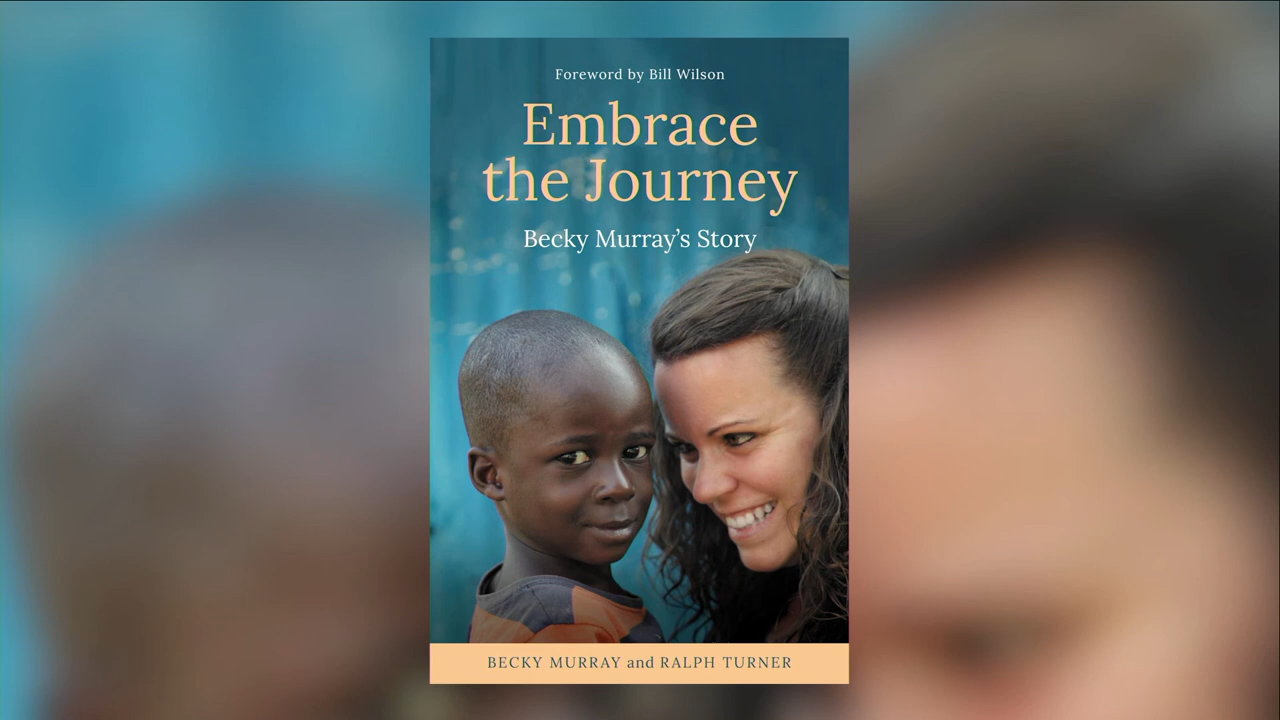 Foreword by Bill Wilson
Embrace
the Journey
Becky Murray’s Story
BECKY MURRAY and RALPH TURNER